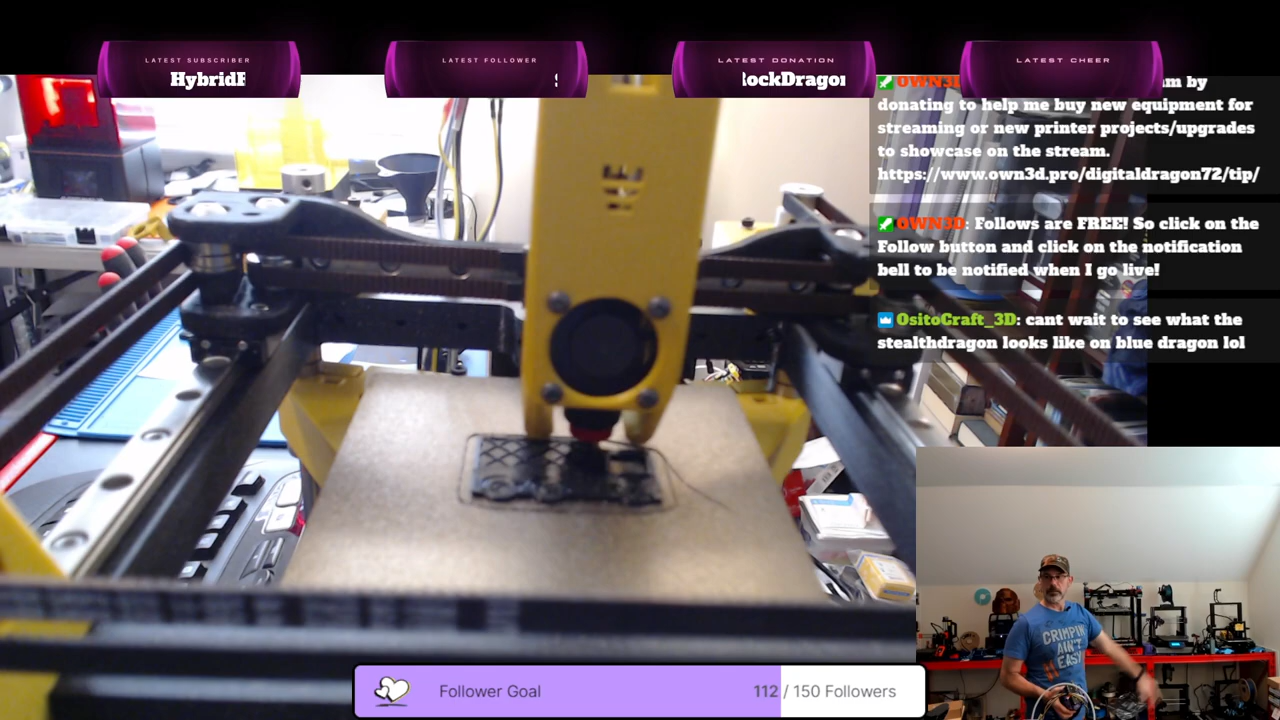 LATEST SUBSCRIBER
LATEST FOLLOWER
LATEST DONATION
LATEST CHEER
HybridF
ockDragon
OWN3D
m by
donating to help me buy new equipment for
streaming or new printer projects/upgrades
to showcase on the stream.
https://www.own3d.pro/digitaldragon72/tip/
OWN3D: Follows are FREE! So click on the
Follow button and click on the notification
bell to be notified when I go live!
OsitoCraft_3D: cant wait to see what the
stealthdragon looks like on blue dragon lol
CRIMPIN'
AIN'T
EASY
Follower Goal
112 / 150 Followers